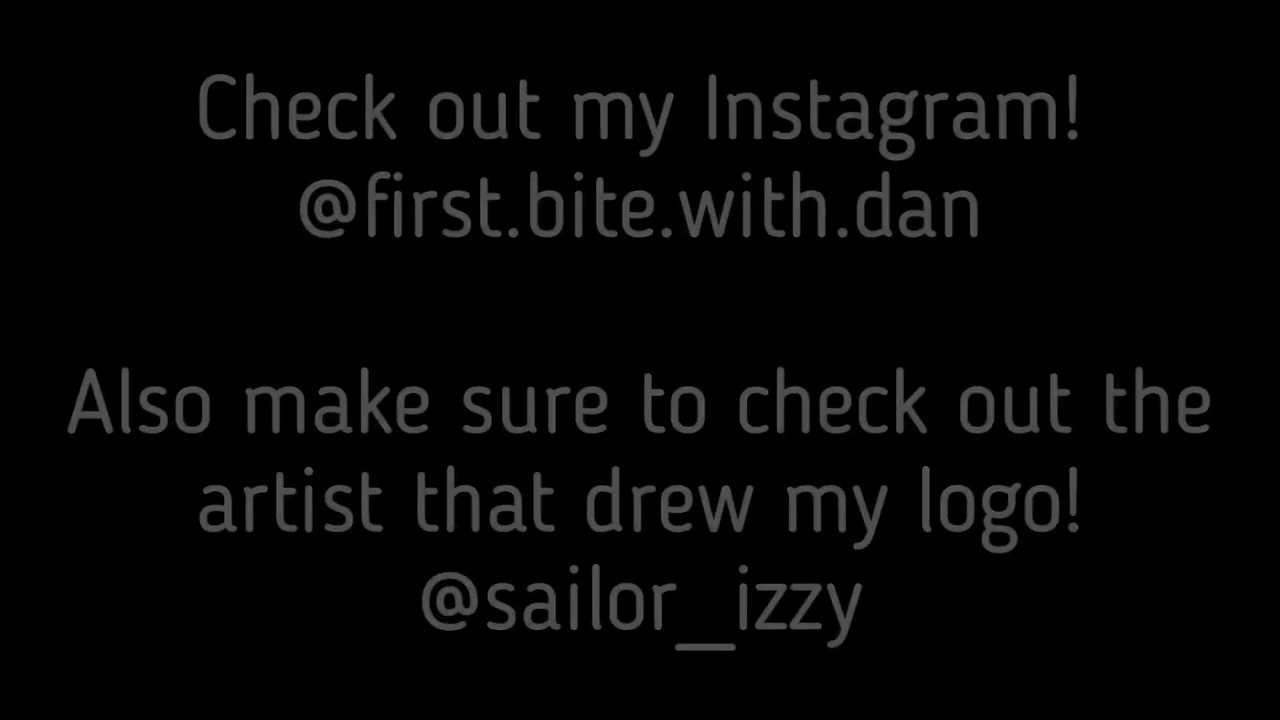 Check out my Instagram!
@first.bite.with.dan
Also make sure to check out the
artist that drew my logo!
@sailor_izzy